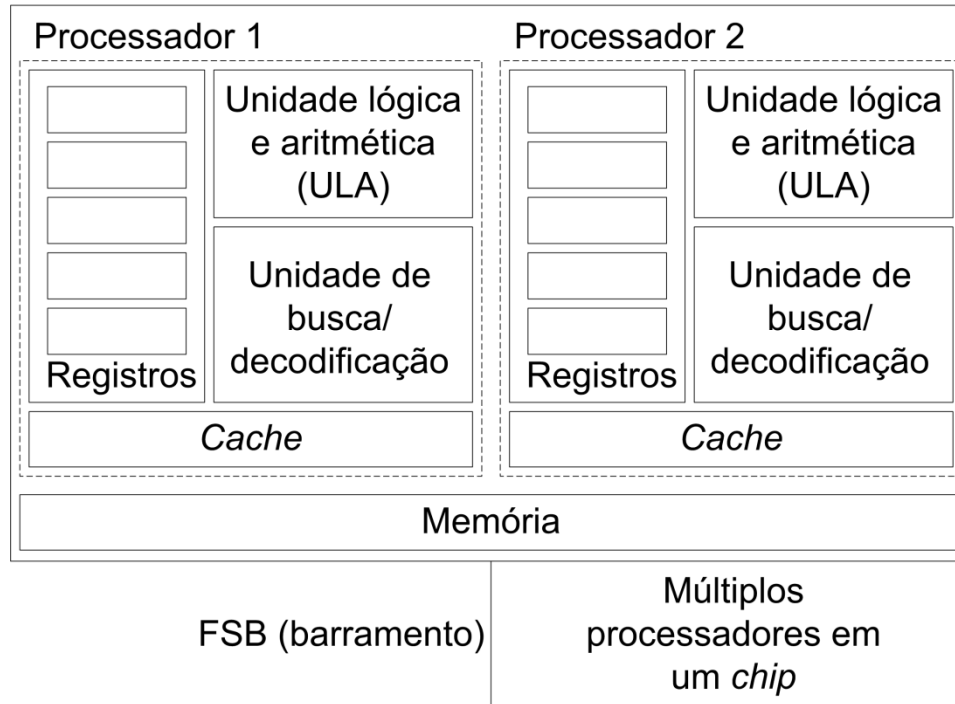 Processador 1
Processador 2
Unidade lógica
e aritmética
(ULA)
Unidade de
busca/
decodificação
Registros
Cache
Unidade lógica
e aritmética
(ULA)
Unidade de
busca/
decodificação
Registros
Cache
Memória
FSB (barramento)
Múltiplos
processadores em
um chip